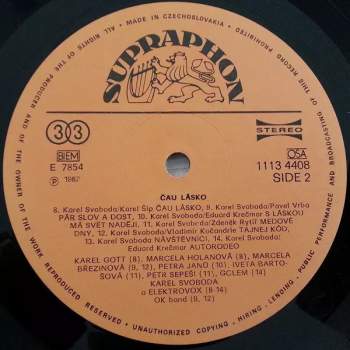 MADE IN CZECHOSLOVAKIA
ALL RIGHTS OF THE PRODUCER AND OF THE OWNER OF THE WORK REPRODUCED RESERVED
UNAUTHORIZED COPYING, HIRING, LENDING, PUBLIC PERFORMANCE AND BROADCASTING OF THIS RECORD PROHIBITED
SUPRAPHON
33
STEREO
BIEM
E 7854
OSA
1113 4408
℗ 1987
SIDE 2
ČAU LÁSKO
8. Karel Svoboda/Karel Šíp ČAU LÁSKO, 9. Karel Svoboda/Pavel Vrba
PÁR SLOV A DOST, 10. Karel Svoboda/Eduard Krečmar S LÁSKOU
MÁ SVĚT NADĚJI, 11. Karel Svoboda/Zdeněk Rytíř MEDOVÉ
DNY, 12. Karel Svoboda/Vladimír Kučandrle TAJNEJ KÓD,
13. Karel Svoboda NÁVŠTĚVNÍCI, 14. Karel Svoboda/
Eduard Krečmar AUTORODEO
KAREL GOTT (8), MARCELA HOLANOVÁ (8), MARCELA
BŘEZINOVÁ (9, 12), PETRA JANŮ (10), IVETA BARTO-
ŠOVÁ (11), PETR SEPEŠI (11), GCLEM (14)
KAREL SVOBODA
a ELEKTROVOX (8-14)
OK band (9, 12)